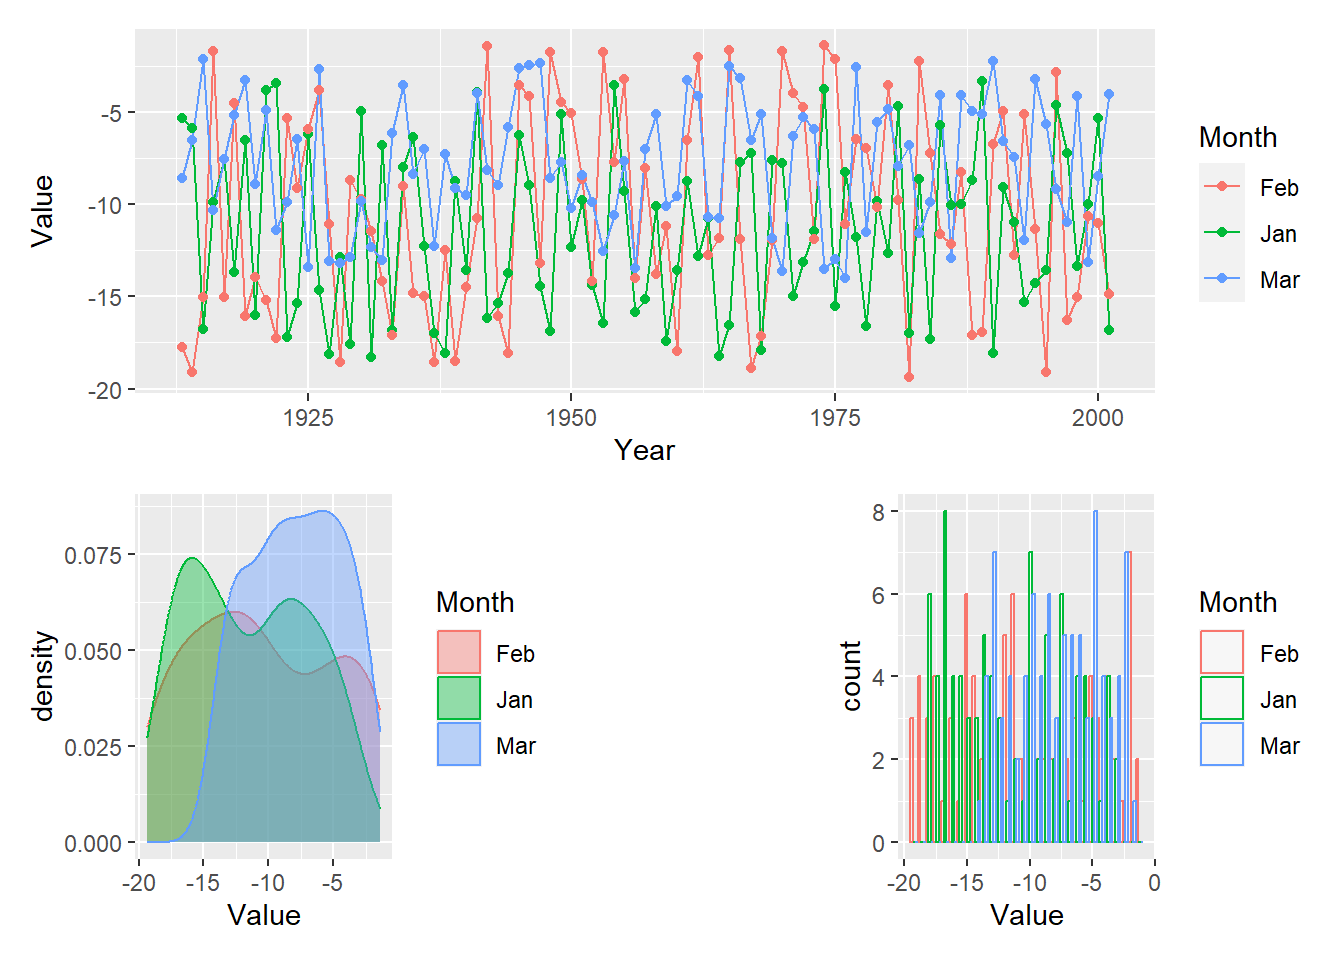 Value
-5
-10
-15
-20
1925 1950 1975 2000
Year
Month
Feb
Jan
Mar
density
0.075
0.050
0.025
0.000
-20 -15 -10 -5
Value
Month
Feb
Jan
Mar
count
8
6
4
2
0
-20 -15 -10 -5 0
Value
Month
Feb
Jan
Mar